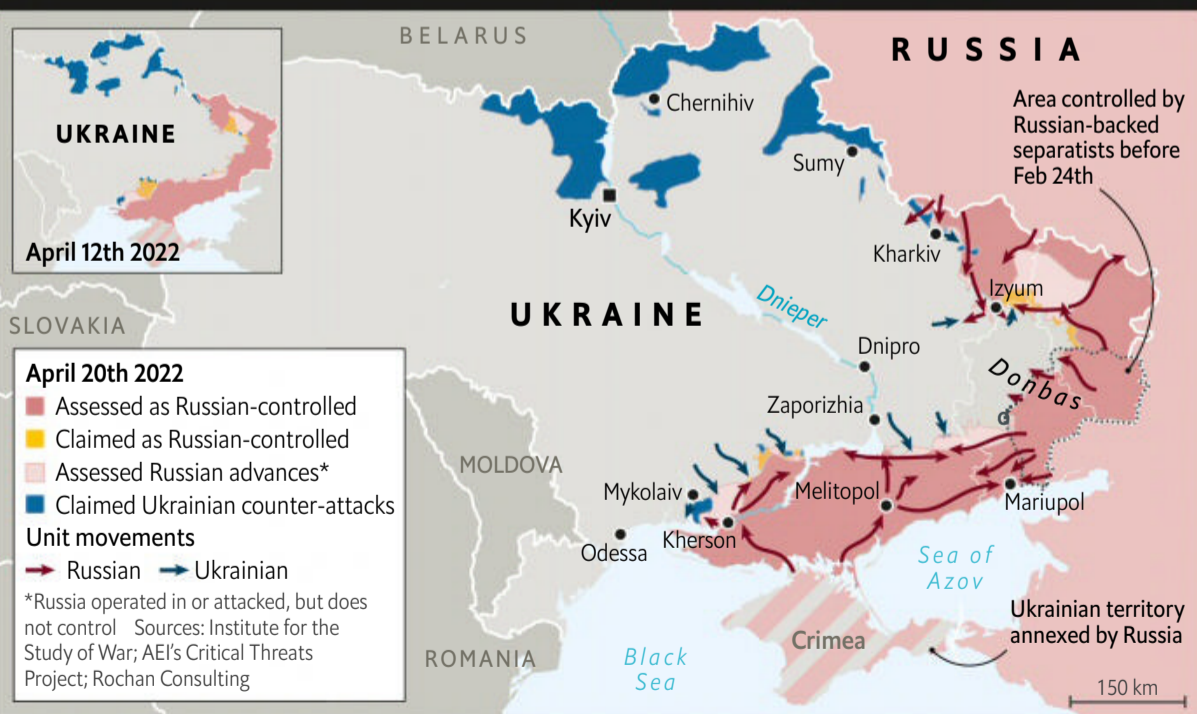 BELARUS
RUSSIA
UKRAINE
April 12th 2022
Chernihiv
Sumy
Kyiv
Kharkiv
Area controlled by
Russian-backed
separatists before
Feb 24th
SLOVAKIA
UKRAINE
Dnieper
Izyum
Dnipro
Donbas
Zaporizhia
MOLDOVA
Mykolaiv
Melitopol
Mariupol
Kherson
Odessa
Sea of
Azov
Crimea
Ukrainian territory
annexed by Russia
ROMANIA
Black
Sea
150 km
April 20th 2022
Assessed as Russian-controlled
Claimed as Russian-controlled
Assessed Russian advances*
Claimed Ukrainian counter-attacks
Unit movements
Russian Ukrainian
*Russia operated in or attacked, but does
not control Sources: Institute for the
Study of War; AEI's Critical Threats
Project; Rochan Consulting